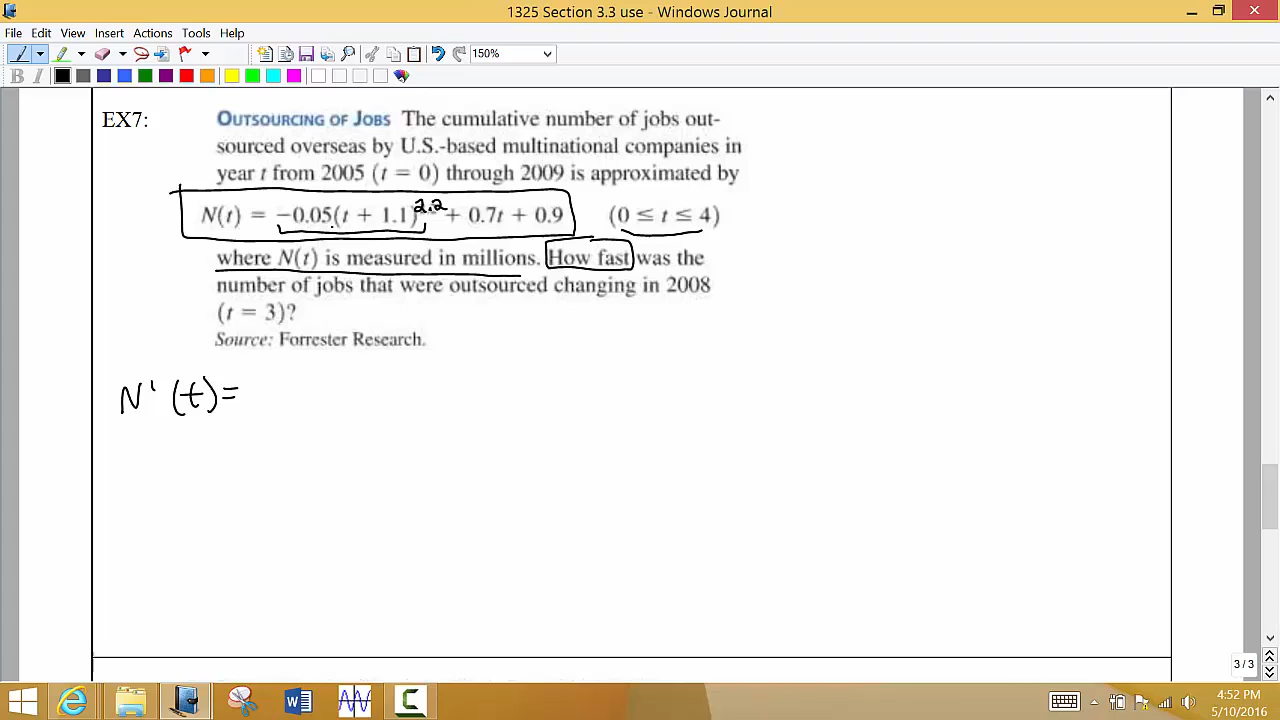 1325 Section 3.3 use - Windows Journal
File Edit View Insert Actions Tools Help
150%
B I
EX7: OUTSOURCING OF JOBS The cumulative number of jobs out-
sourced overseas by U.S.-based multinational companies in
year t from 2005 (t = 0) through 2009 is approximated by
N(t) = −0.05(t + 1.1)^2.2 + 0.7t + 0.9 (0 ≤ t ≤ 4)
where N(t) is measured in millions. How fast was the
number of jobs that were outsourced changing in 2008
(t = 3)?
Source: Forrester Research.
N'(t)=
3/3
4:52 PM
5/10/2016